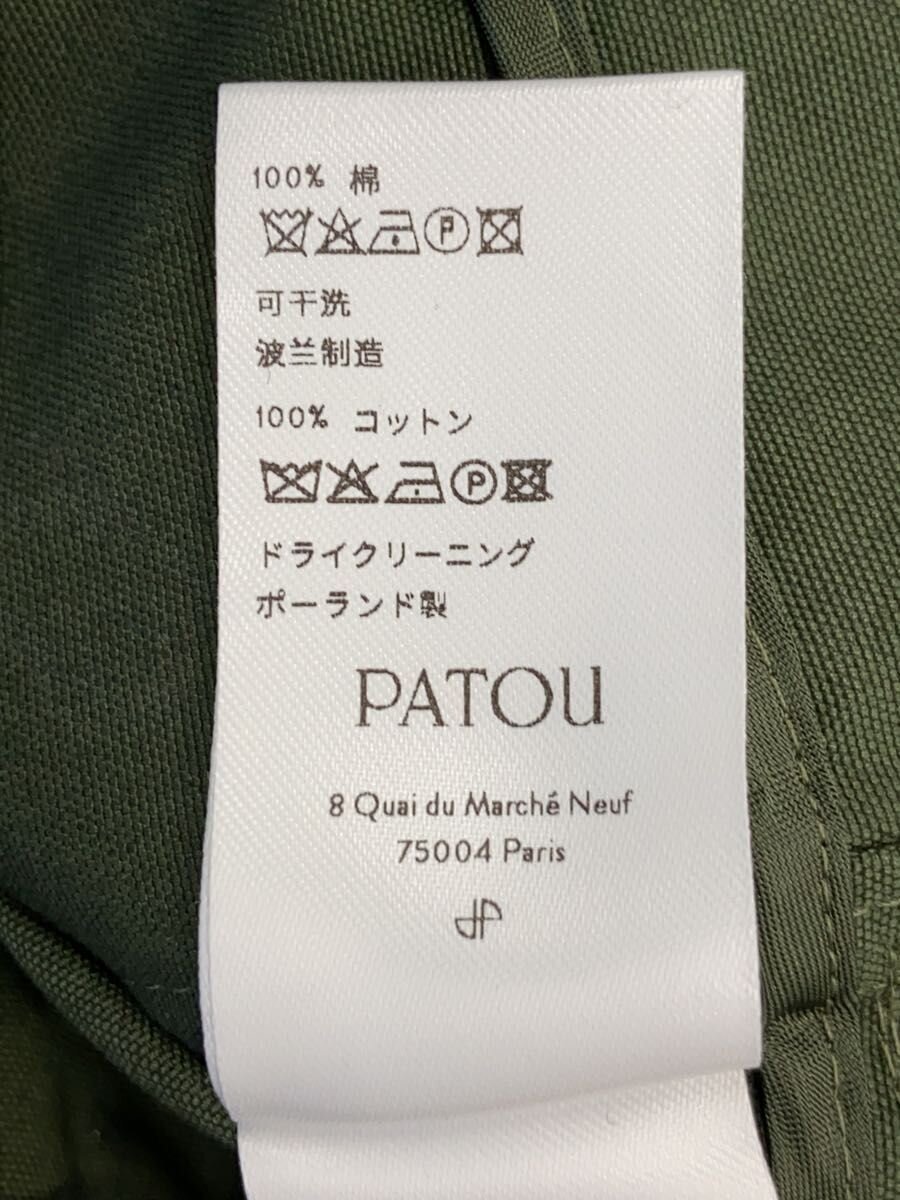 100% 棉
可干洗
波兰制造
100% コットン
ドライクリーニング
ポーランド製
PATOU
8 Quai du Marché Neuf
75004 Paris